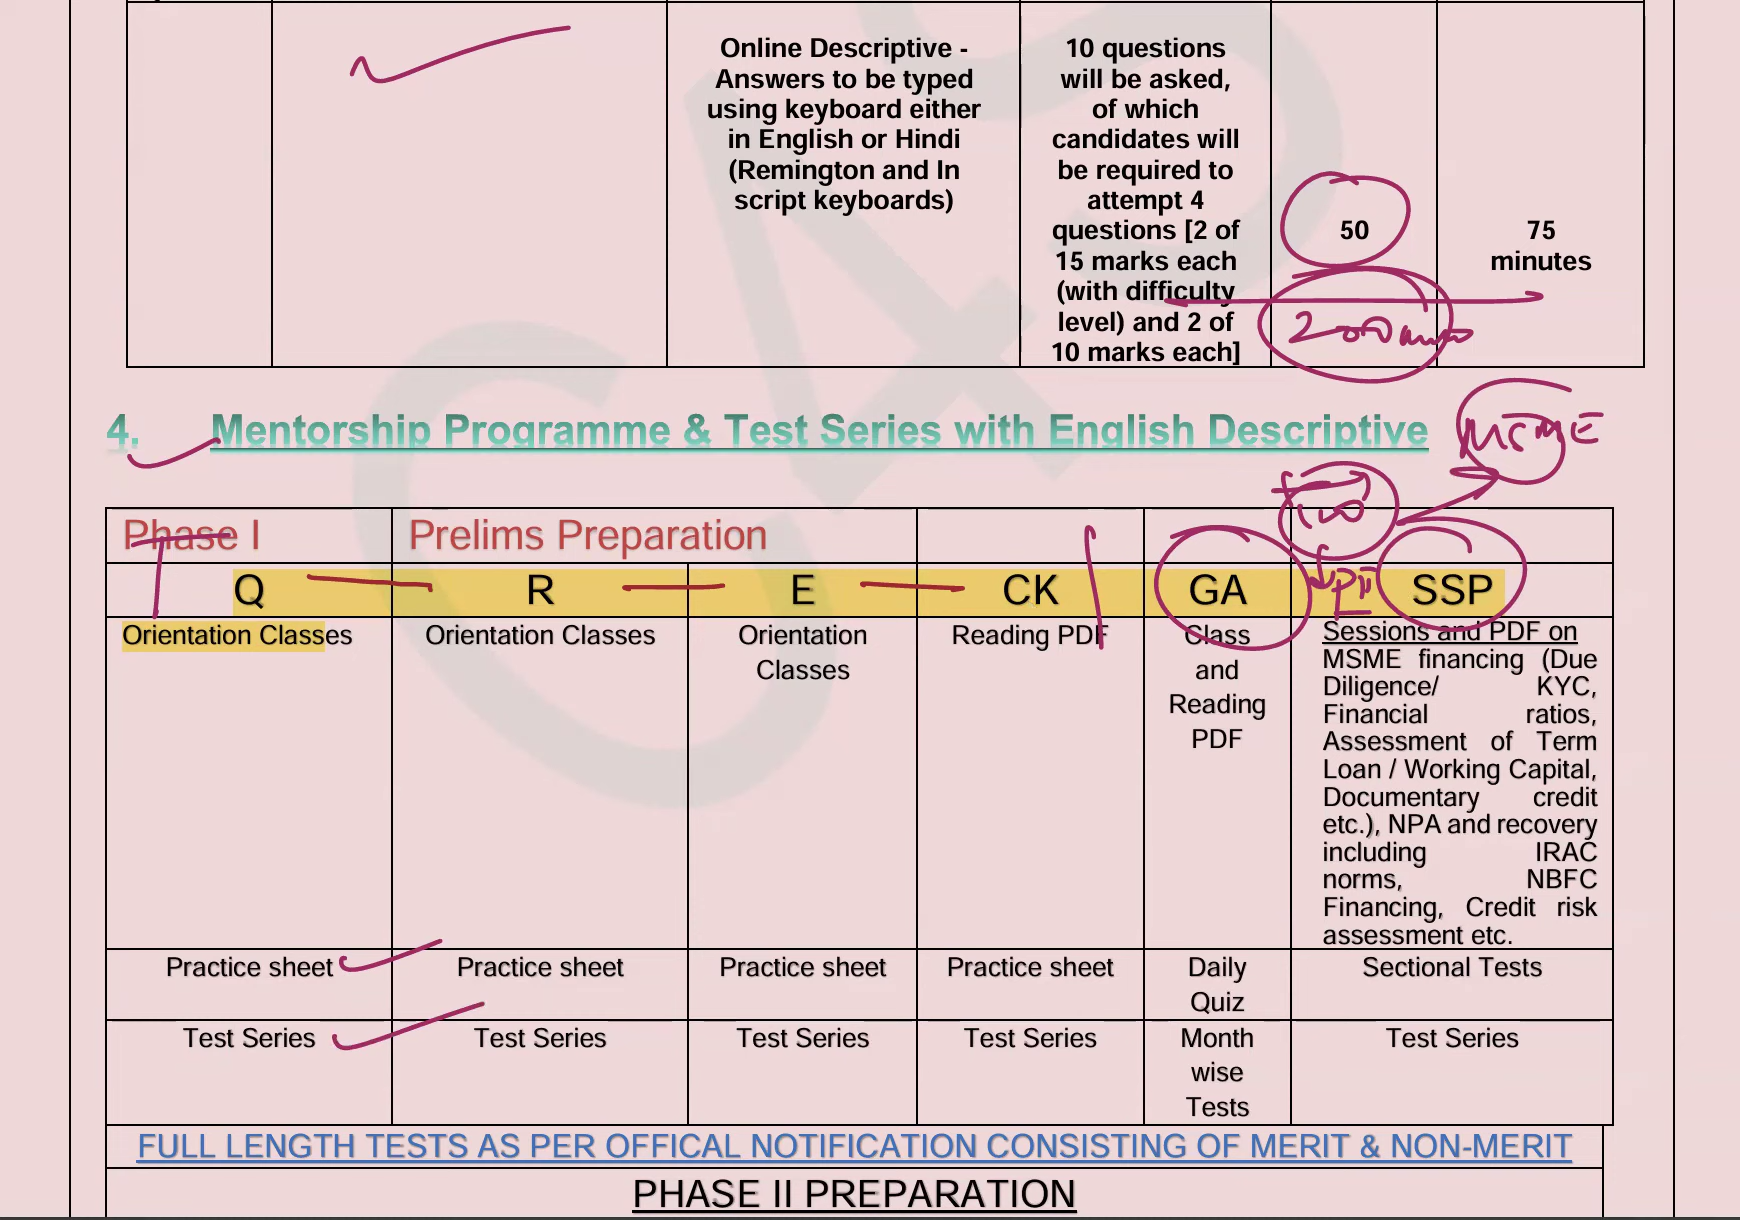 Online Descriptive -
Answers to be typed
using keyboard either
in English or Hindi
(Remington and In
script keyboards)
10 questions
will be asked,
of which
candidates will
be required to
attempt 4
questions [2 of
15 marks each
(with difficulty
level) and 2 of
10 marks each]
50
75
minutes
200
4. Mentorship Programme & Test Series with English Descriptive
MSME
100
Phase I Prelims Preparation
Q R E CK GA PII SSP
Orientation Classes
Orientation Classes
Orientation
Classes
Reading PDF
Class
and
Reading
PDF
Sessions and PDF on
MSME financing (Due
Diligence/ KYC,
Financial ratios,
Assessment of Term
Loan / Working Capital,
Documentary credit
etc.), NPA and recovery
including IRAC
norms, NBFC
Financing, Credit risk
assessment etc.
Practice sheet
Practice sheet
Practice sheet
Practice sheet
Daily
Quiz
Sectional Tests
Test Series
Test Series
Test Series
Test Series
Month
wise
Tests
Test Series
FULL LENGTH TESTS AS PER OFFICAL NOTIFICATION CONSISTING OF MERIT & NON-MERIT
PHASE II PREPARATION